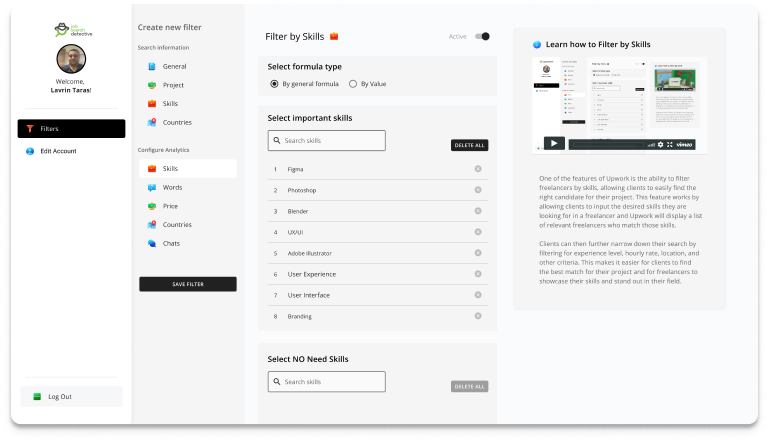 job
search
detective
Welcome,
Lavrin Taras!
Filters
Edit Account
Log Out
Create new filter
Search information
General
Project
Skills
Countries
Configure Analytics
Skills
Words
Price
Countries
Chats
SAVE FILTER
Filter by Skills
Active
Select formula type
By general formula
By Value
Select important skills
Search skills
DELETE ALL
1 Figma
2 Photoshop
3 Blender
4 UX/UI
5 Adobe Illustrator
6 User Experience
7 User Interface
8 Branding
Select NO Need Skills
Search skills
DELETE ALL
Learn how to Filter by Skills
vimeo
One of the features of Upwork is the ability to filter
freelancers by skills, allowing clients to easily find the
right candidate for their project. This feature works by
allowing clients to input the desired skills they are
looking for in a freelancer and Upwork will display a list
of relevant freelancers who match those skills.
Clients can then further narrow down their search by
filtering for experience level, hourly rate, location, and
other criteria. This makes it easier for clients to find
the best match for their project and for freelancers to
showcase their skills and stand out in their field.